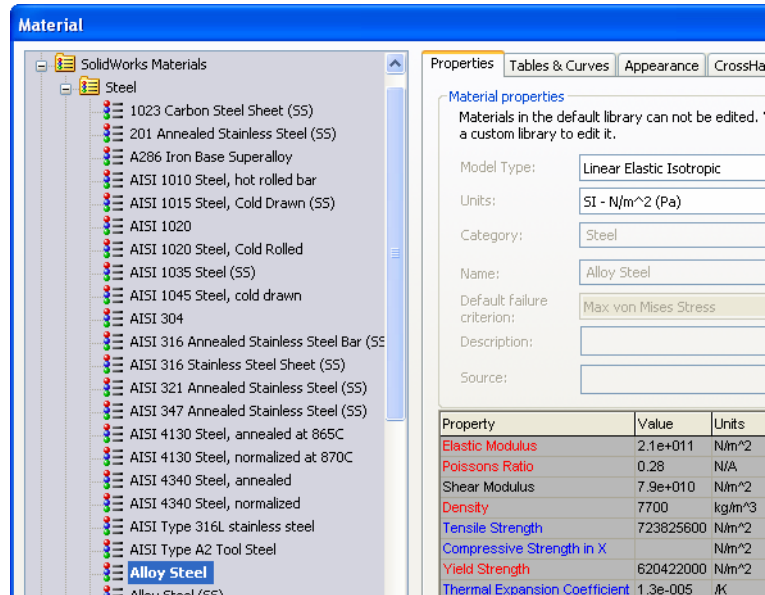 Material
SolidWorks Materials
Steel
1023 Carbon Steel Sheet (SS)
201 Annealed Stainless Steel (SS)
A286 Iron Base Superalloy
AISI 1010 Steel, hot rolled bar
AISI 1015 Steel, Cold Drawn (SS)
AISI 1020
AISI 1020 Steel, Cold Rolled
AISI 1035 Steel (SS)
AISI 1045 Steel, cold drawn
AISI 304
AISI 316 Annealed Stainless Steel Bar (SS
AISI 316 Stainless Steel Sheet (SS)
AISI 321 Annealed Stainless Steel (SS)
AISI 347 Annealed Stainless Steel (SS)
AISI 4130 Steel, annealed at 865C
AISI 4130 Steel, normalized at 870C
AISI 4340 Steel, annealed
AISI 4340 Steel, normalized
AISI Type 316L stainless steel
AISI Type A2 Tool Steel
Alloy Steel
Alloy Steel (SS)
Properties Tables & Curves Appearance CrossHa
Material properties
Materials in the default library can not be edited.
a custom library to edit it.
Model Type: Linear Elastic Isotropic
Units: SI - N/m^2 (Pa)
Category: Steel
Name: Alloy Steel
Default failure
criterion: Max von Mises Stress
Description:
Source:
Property Value Units
Elastic Modulus 2.1e+011 N/m^2
Poissons Ratio 0.28 N/A
Shear Modulus 7.9e+010 N/m^2
Density 7700 kg/m^3
Tensile Strength 723825600 N/m^2
Compressive Strength in X N/m^2
Yield Strength 620422000 N/m^2
Thermal Expansion Coefficient 1.3e-005 /K